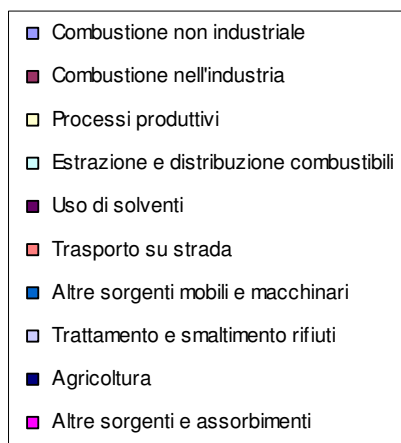 Combustione non industriale
Combustione nell'industria
Processi produttivi
Estrazione e distribuzione combustibili
Uso di solventi
Trasporto su strada
Altre sorgenti mobili e macchinari
Trattamento e smaltimento rifiuti
Agricoltura
Altre sorgenti e assorbimenti